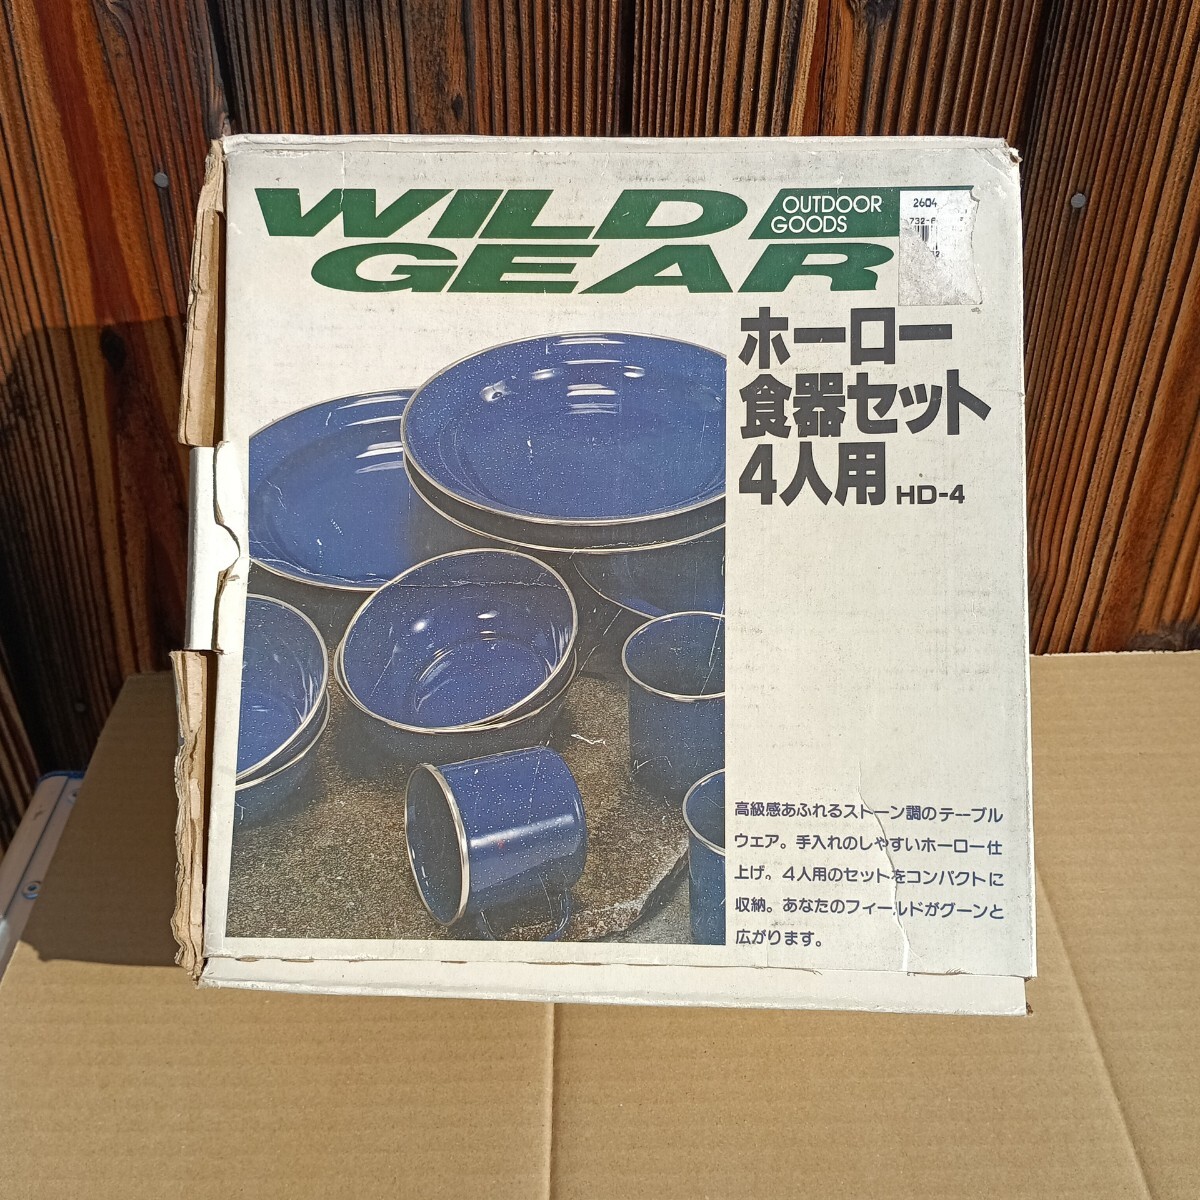 WILD
GEAR
OUTDOOR
GOODS
2604
ホーロー
食器セット
4人用 HD-4
高級感あふれるストーン調のテーブル
ウェア。手入れのしやすいホーロー仕
上げ。4人用のセットをコンパクトに
収納。あなたのフィールドがグーンと
広がります。